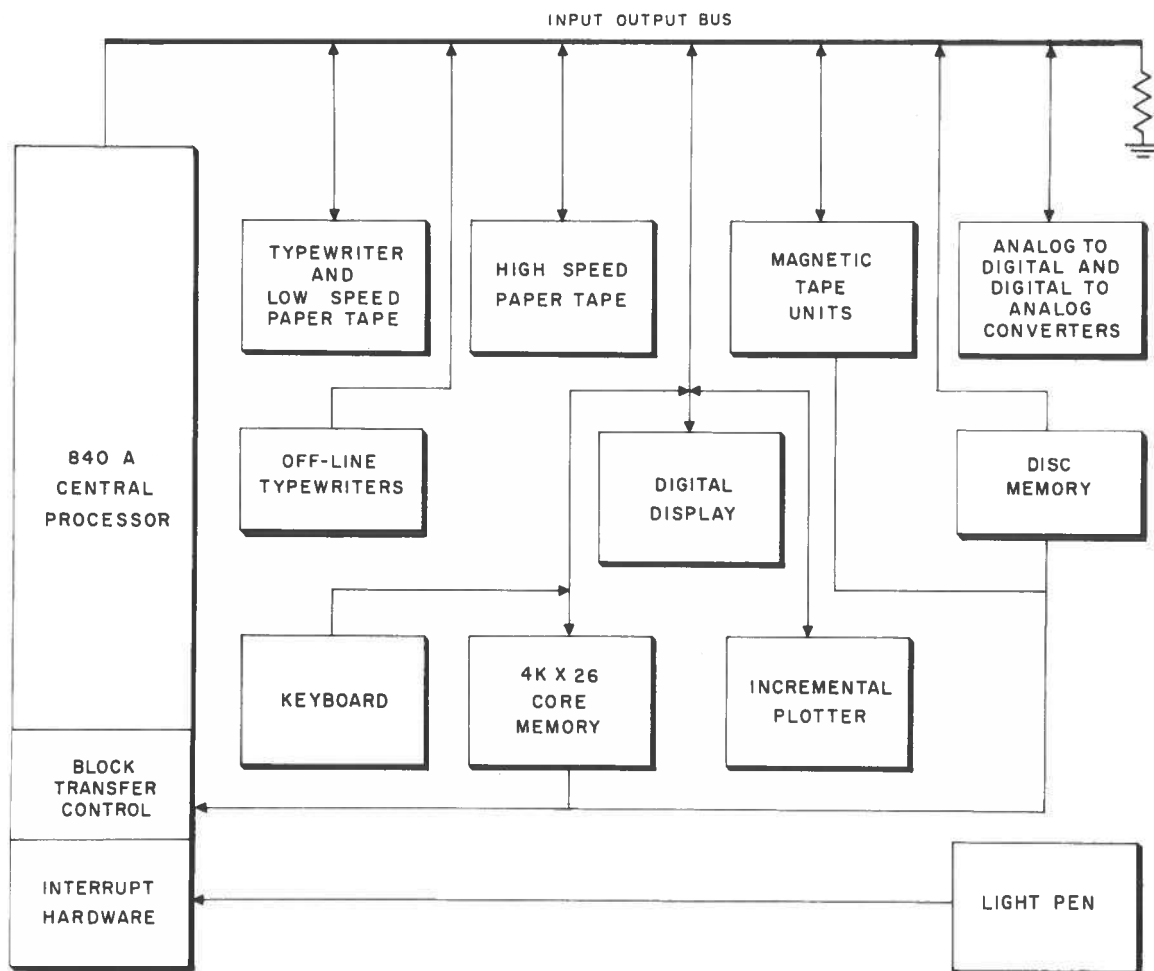 INPUT OUTPUT BUS
TYPEWRITER
AND
LOW SPEED
PAPER TAPE
HIGH SPEED
PAPER TAPE
MAGNETIC
TAPE
UNITS
ANALOG TO
DIGITAL AND
DIGITAL TO
ANALOG
CONVERTERS
840 A
CENTRAL
PROCESSOR
OFF-LINE
TYPEWRITERS
DIGITAL
DISPLAY
DISC
MEMORY
KEYBOARD
4K X 26
CORE
MEMORY
INCREMENTAL
PLOTTER
BLOCK
TRANSFER
CONTROL
INTERRUPT
HARDWARE
LIGHT PEN